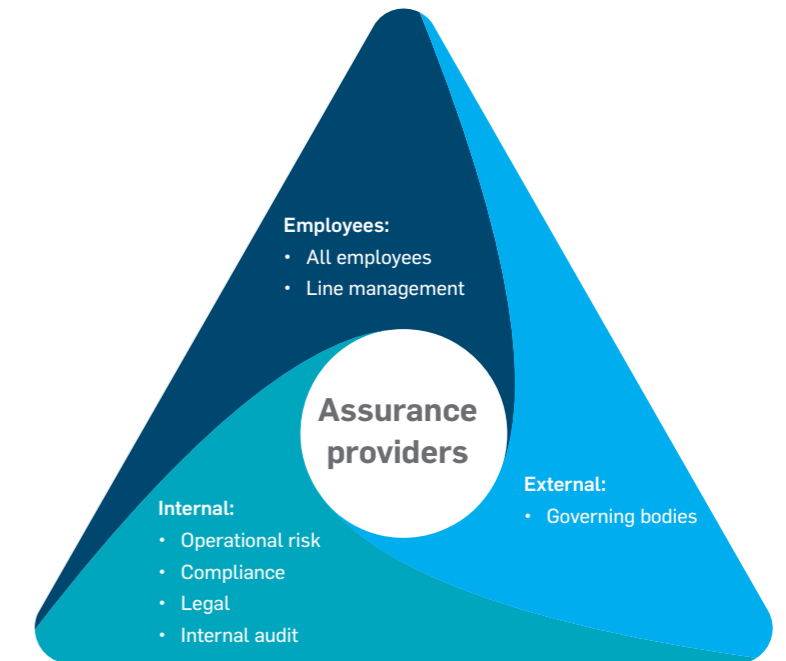 Employees:
• All employees
• Line management
Assurance
providers
Internal:
• Operational risk
• Compliance
• Legal
• Internal audit
External:
• Governing bodies